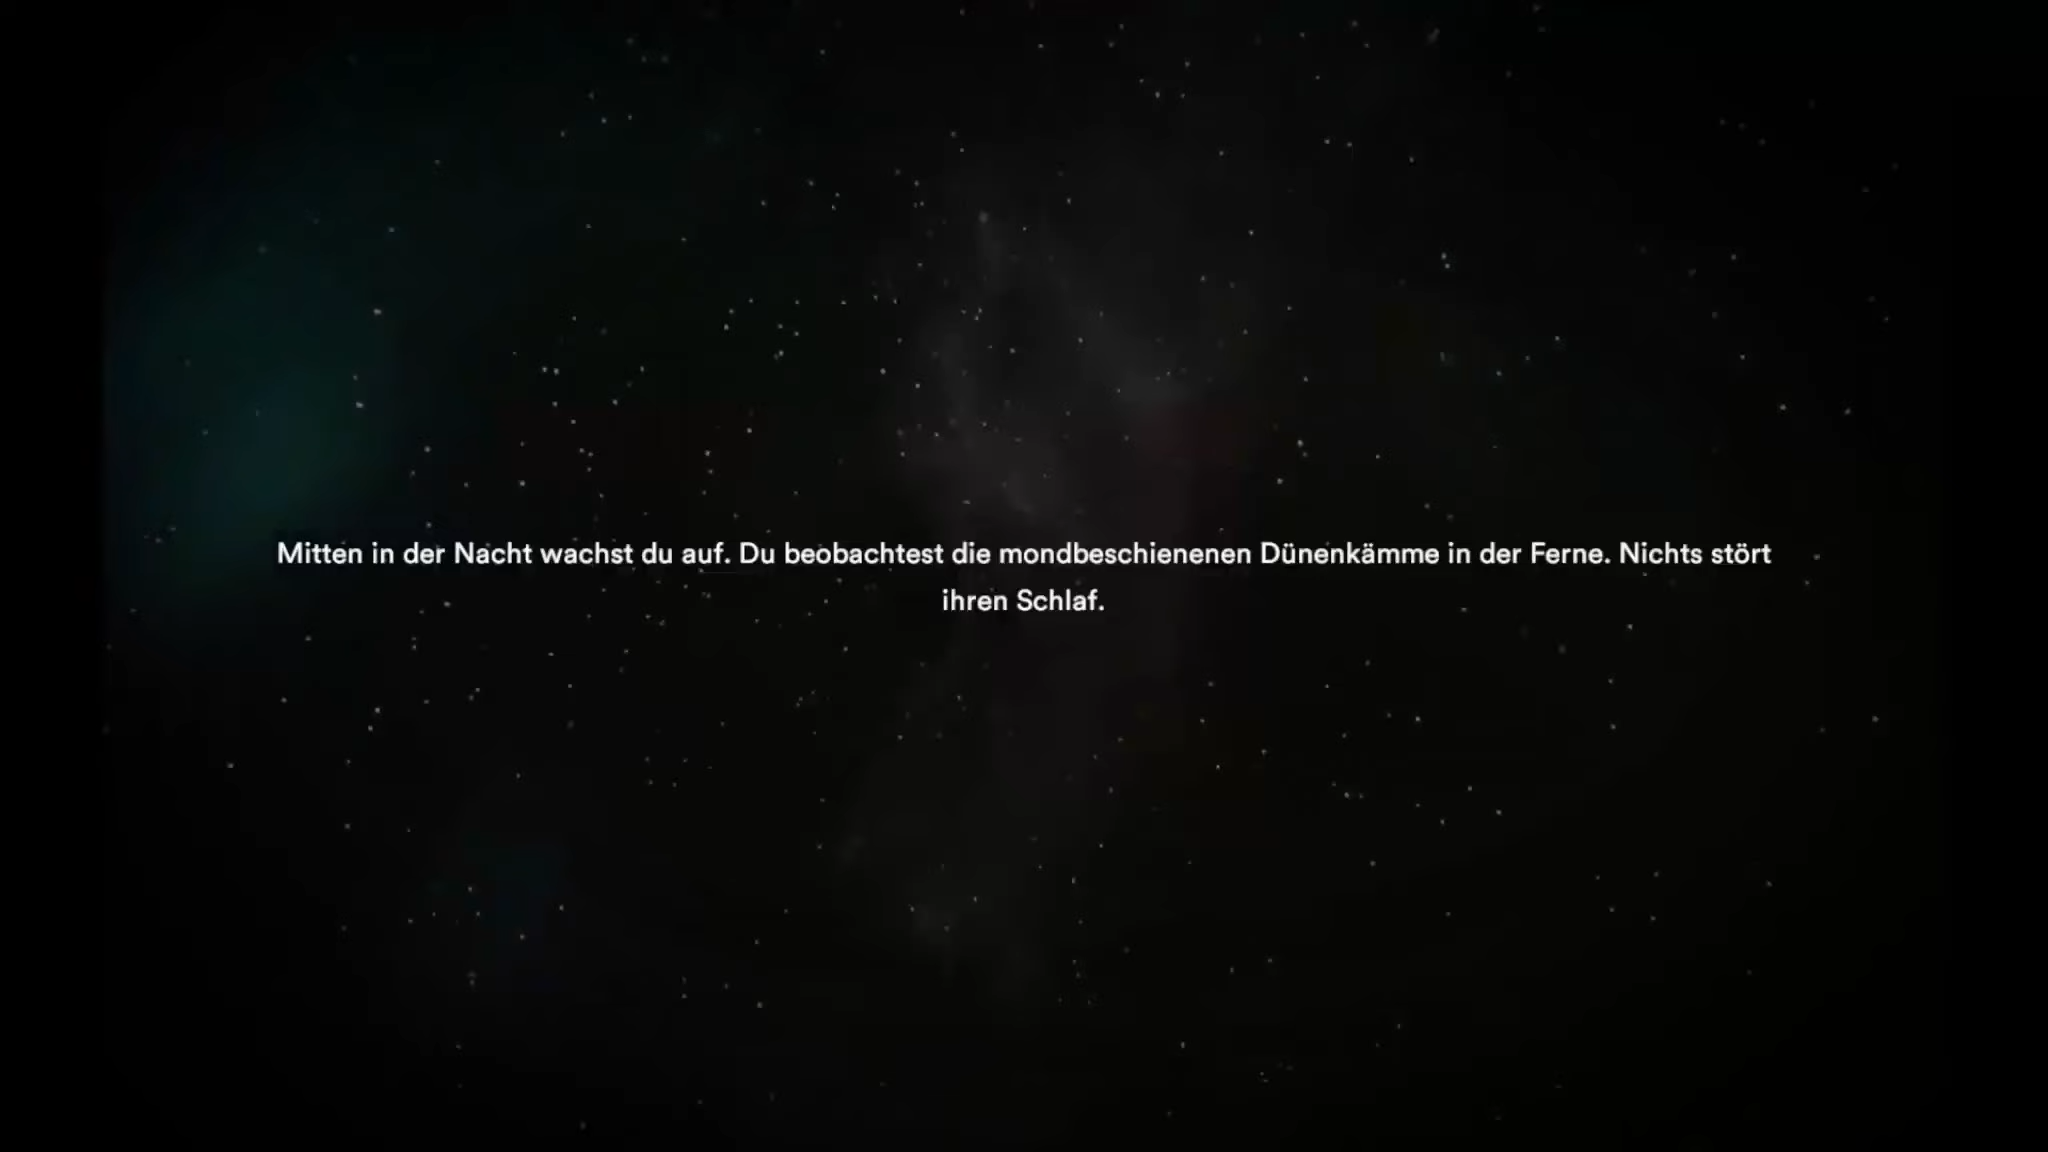 Mitten in der Nacht wachst du auf. Du beobachtest die mondbeschienenen Dünenkämme in der Ferne. Nichts stört
ihren Schlaf.